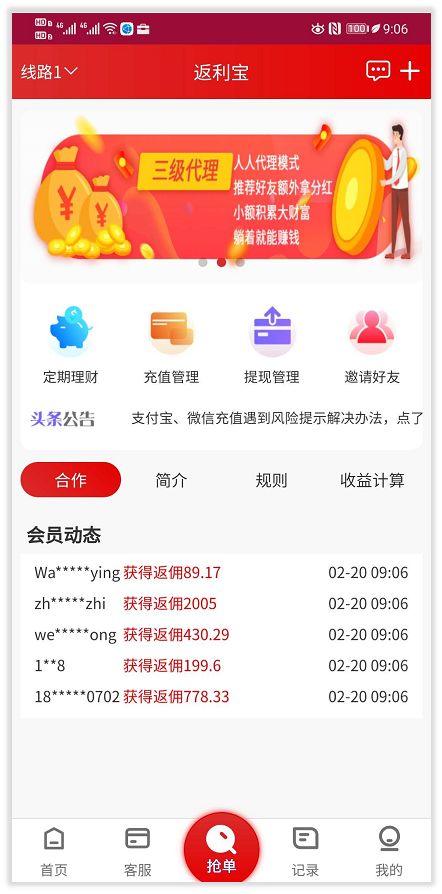 HD 4G 4G 100 9:06
HD
线路1 返利宝
三级代理
人人代理模式
推荐好友额外拿分红
小额积累大财富
躺着就能赚钱
定期理财 充值管理 提现管理 邀请好友
头条公告 支付宝、微信充值遇到风险提示解决办法，点了
合作 简介 规则 收益计算
会员动态
Wa*****ying 获得返佣89.17 02-20 09:06
zh*****zhi 获得返佣2005 02-20 09:06
we*****ong 获得返佣430.29 02-20 09:06
1**8 获得返佣199.6 02-20 09:06
18*****0702 获得返佣778.33 02-20 09:06
首页 客服 抢单 记录 我的